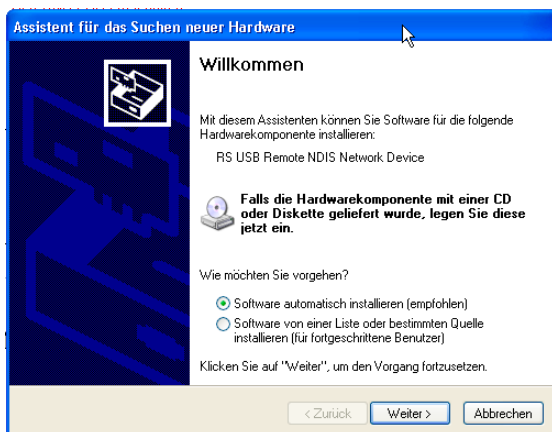 Assistent für das Suchen neuer Hardware
Willkommen
Mit diesem Assistenten können Sie Software für die folgende
Hardwarekomponente installieren:
RS USB Remote NDIS Network Device
Falls die Hardwarekomponente mit einer CD
oder Diskette geliefert wurde, legen Sie diese
jetzt ein.
Wie möchten Sie vorgehen?
Software automatisch installieren (empfohlen)
Software von einer Liste oder bestimmten Quelle
installieren (für fortgeschrittene Benutzer)
Klicken Sie auf "Weiter", um den Vorgang fortzusetzen.
< Zurück Weiter > Abbrechen